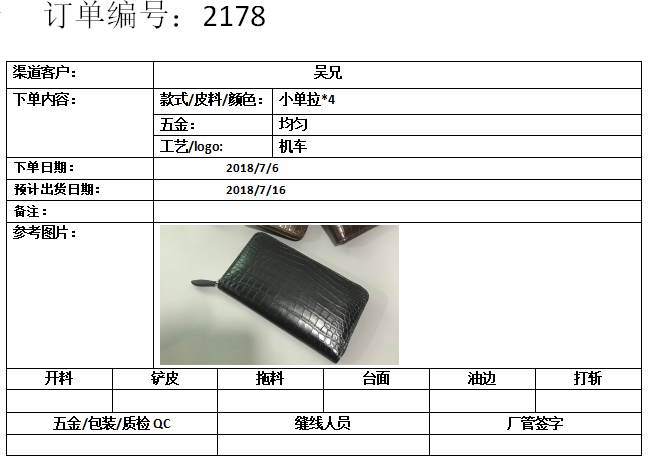 订单编号：2178
渠道客户： 吴兄
下单内容： 款式/皮料/颜色： 小单拉*4
五金： 均匀
工艺/logo: 机车
下单日期： 2018/7/6
预计出货日期： 2018/7/16
备注：
参考图片：
开料 铲皮 拖料 台面 油边 打斩
五金/包装/质检 QC 缝线人员 厂管签字